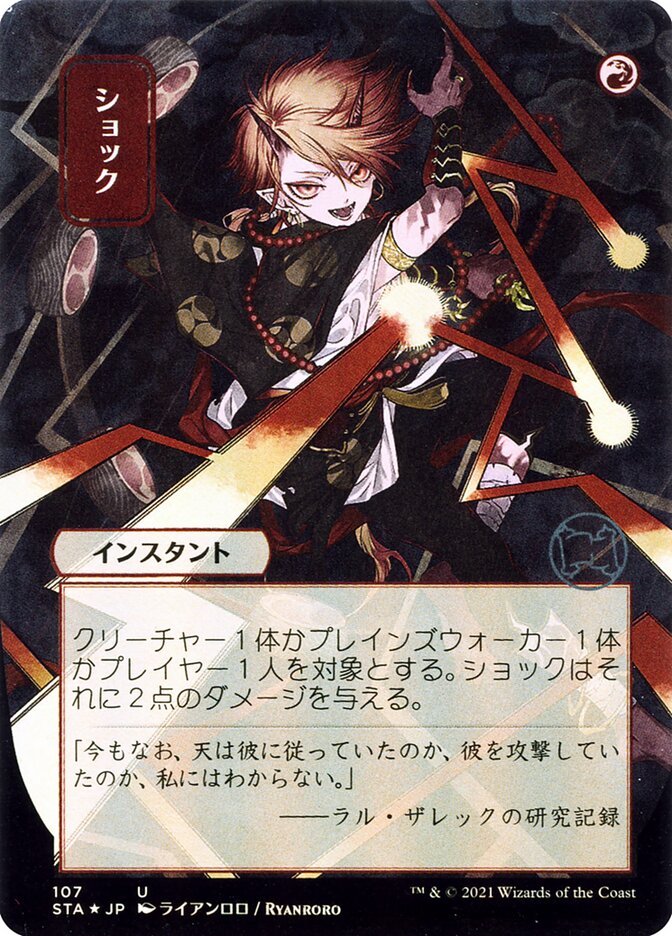 ショック
インスタント
クリーチャー１体かプレインズウォーカー１体
かプレイヤー１人を対象とする。ショックはそ
れに２点のダメージを与える。
「今もなお、天は彼に従っていたのか、彼を攻撃してい
たのか、私にはわからない。」
――ラル・ザレックの研究記録
107 U
STA★JP ライアンロロ / RYANRORO
™ & © 2021 Wizards of the Coast